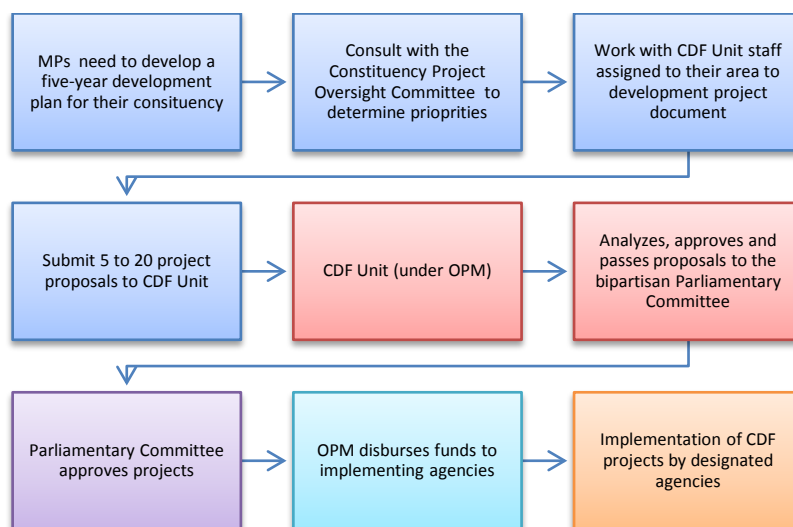 MPs need to develop a
five-year development
plan for their consituency
Consult with the
Constituency Project
Oversight Committee to
determine prioprities
Work with CDF Unit staff
assigned to their area to
development project
document
Submit 5 to 20 project
proposals to CDF Unit
CDF Unit (under OPM)
Analyzes, approves and
passes proposals to the
bipartisan Parliamentary
Committee
Parliamentary Committee
approves projects
OPM disburses funds to
implementing agencies
Implementation of CDF
projects by designated
agencies